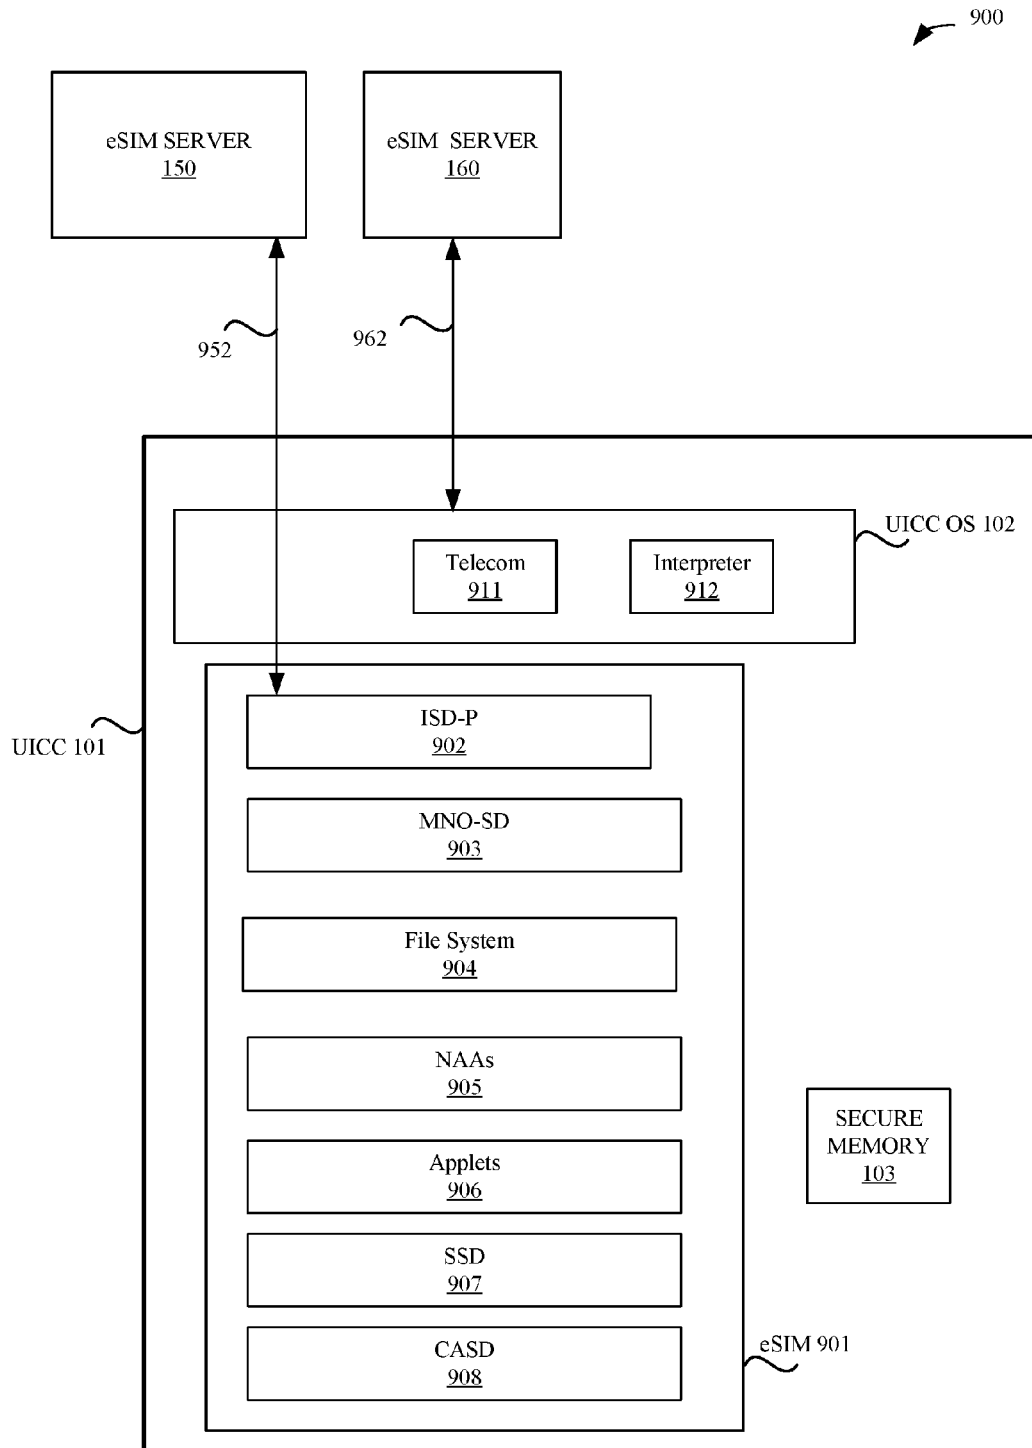 900
eSIM SERVER
150
eSIM SERVER
160
952
962
UICC OS 102
Telecom
911
Interpreter
912
UICC 101
ISD-P
902
MNO-SD
903
File System
904
NAAs
905
SECURE
MEMORY
103
Applets
906
SSD
907
CASD
908
eSIM 901